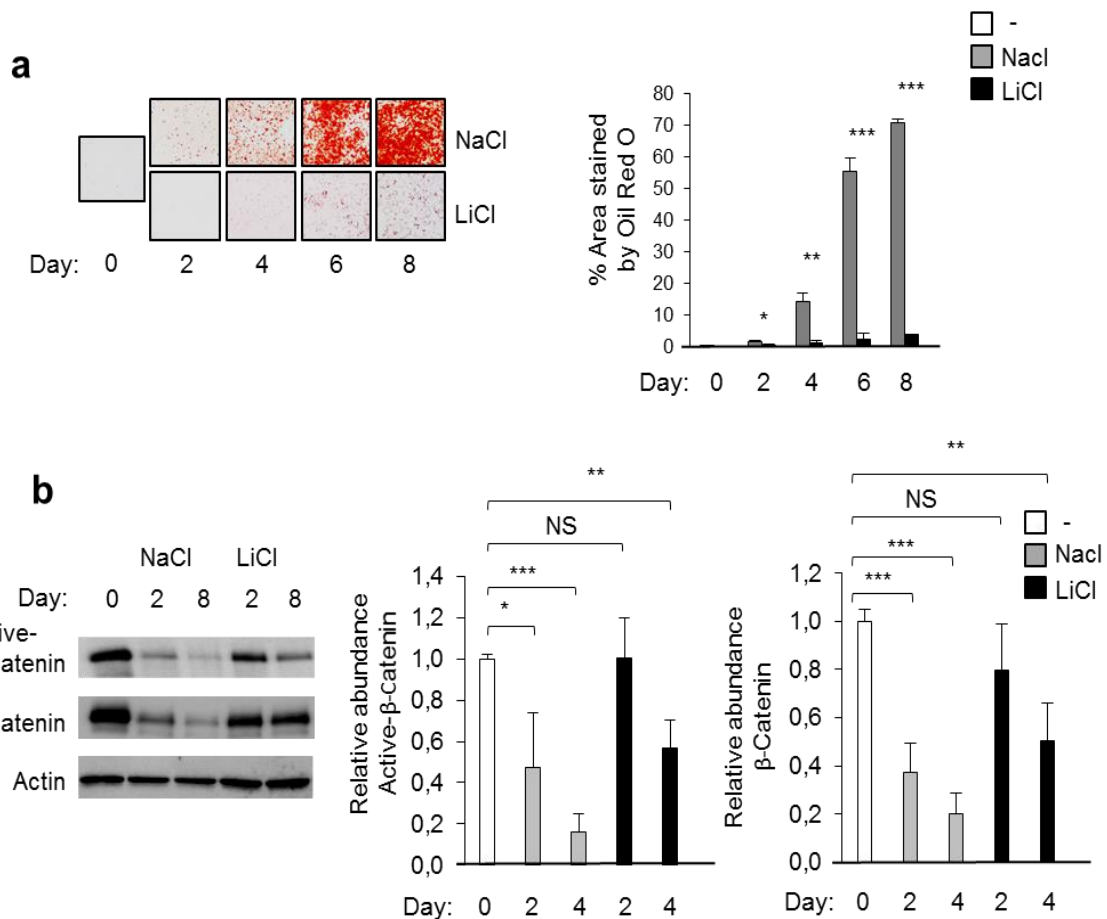 -
Nacl
LiCl
a
NaCl
LiCl
Day: 0 2 4 6 8
% Area stained
by Oil Red O
80
70
60
50
40
30
20
10
0
*
**
***
***
Day: 0 2 4 6 8
b
NaCl LiCl
Day: 0 2 8 2 8
ive-
catenin
catenin
Actin
Relative abundance
Active-β-Catenin
1,4
1,2
1,0
0,8
0,6
0,4
0,2
0,0
**
NS
***
*
Day: 0 2 4 2 4
Relative abundance
β-Catenin
1,2
1,0
0,8
0,6
0,4
0,2
0,0
**
NS
***
***
Day: 0 2 4 2 4
-
Nacl
LiCl